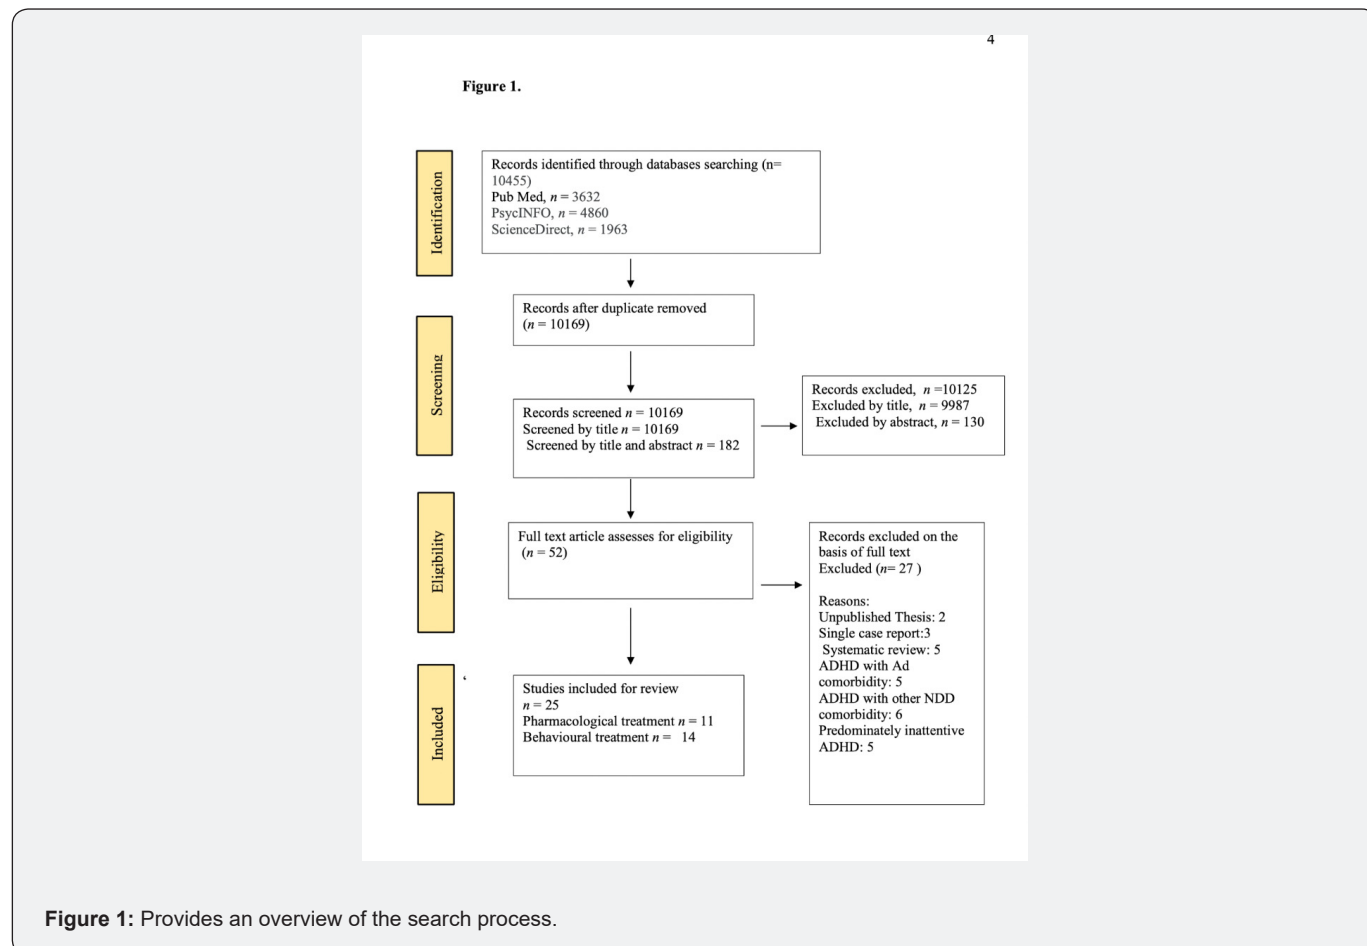 4
Figure 1.
Identification
Records identified through databases searching (n=
10455)
Pub Med, n = 3632
PsycINFO, n = 4860
ScienceDirect, n = 1963
Records after duplicate removed
(n = 10169)
Screening
Records screened n = 10169
Screened by title n = 10169
Screened by title and abstract n = 182
Records excluded, n =10125
Excluded by title, n = 9987
Excluded by abstract, n = 130
Eligibility
Full text article assesses for eligibility
(n = 52)
Records excluded on the
basis of full text
Excluded (n= 27 )
Reasons:
Unpublished Thesis: 2
Single case report:3
Systematic review: 5
ADHD with Ad
comorbidity: 5
ADHD with other NDD
comorbidity: 6
Predominately inattentive
ADHD: 5
Included
Studies included for review
n = 25
Pharmacological treatment n = 11
Behavioural treatment n = 14
Figure 1: Provides an overview of the search process.